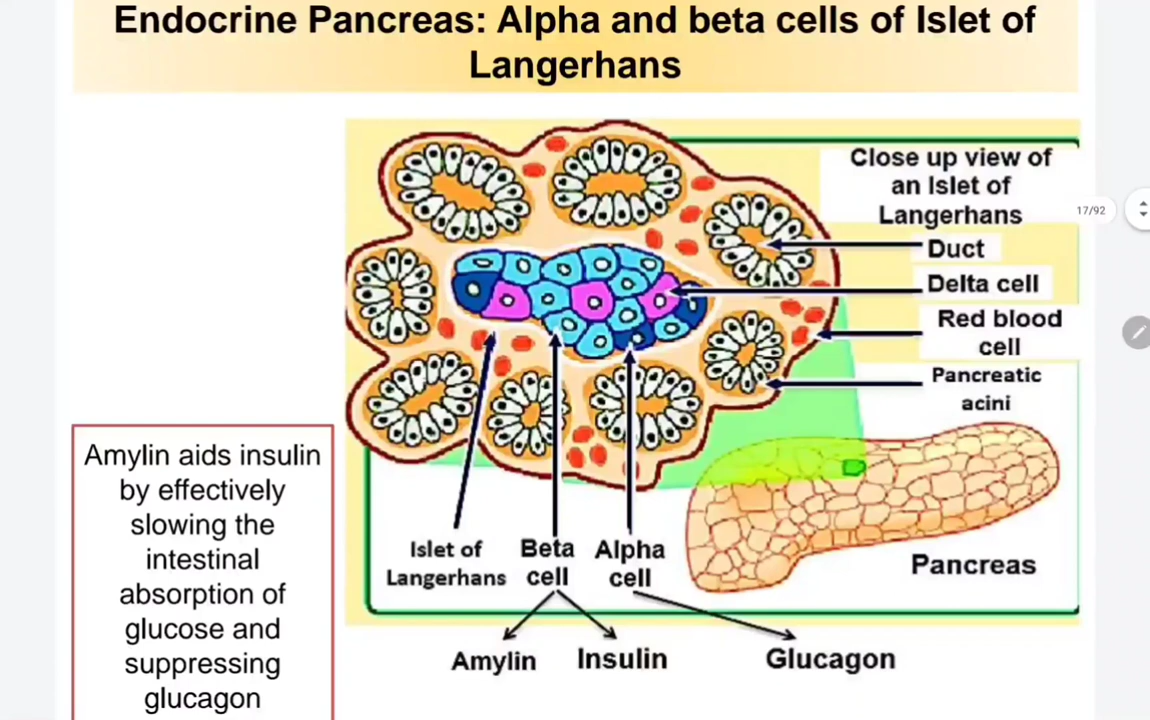 Endocrine Pancreas: Alpha and beta cells of Islet of
Langerhans
Close up view of
an Islet of
Langerhans
17/92
Duct
Delta cell
Red blood
cell
Pancreatic
acini
Amylin aids insulin
by effectively
slowing the
intestinal
absorption of
glucose and
suppressing
glucagon
Islet of
Langerhans
Beta
cell
Alpha
cell
Pancreas
Amylin
Insulin
Glucagon